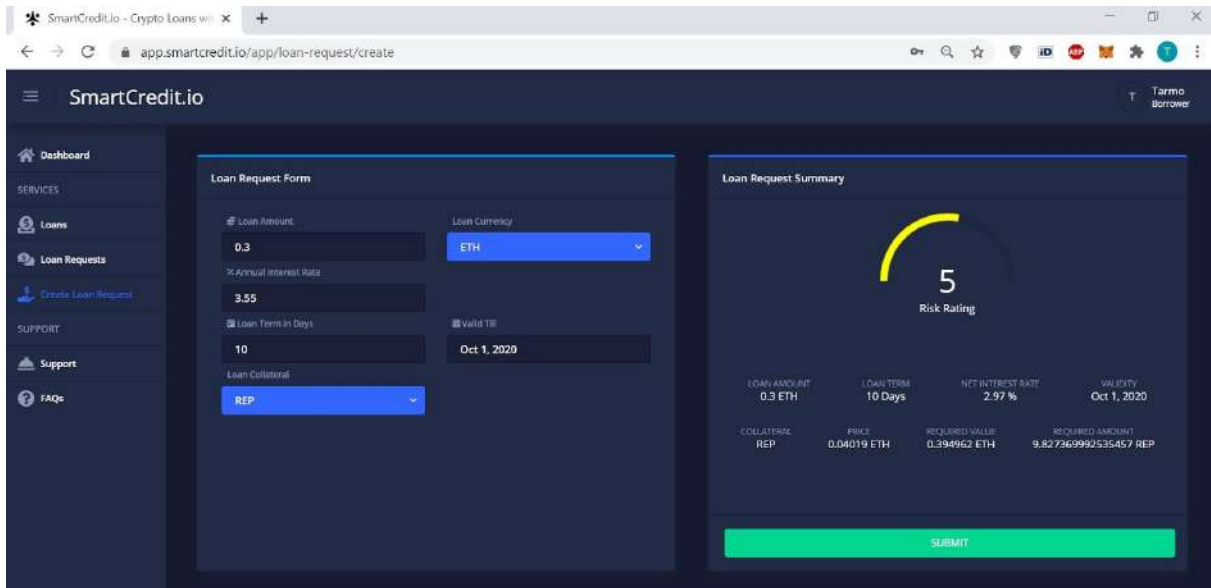 SmartCredit.io - Crypto Loans wi
app.smartcredit.io/app/loan-request/create
iD
ABP
T
SmartCredit.io
T
Tarmo
Borrower
Dashboard
SERVICES
Loans
Loan Requests
Create Loan Request
SUPPORT
Support
FAQs
Loan Request Form
Loan Amount
Loan Currency
0.3
ETH
Annual Interest Rate
3.55
Loan Term in Days
Valid Till
10
Oct 1, 2020
Loan Collateral
REP
Loan Request Summary
5
Risk Rating
LOAN AMOUNT
LOAN TERM
NET INTEREST RATE
VALIDITY
0.3 ETH
10 Days
2.97 %
Oct 1, 2020
COLLATERAL
PRICE
REQUIRED VALUE
REQUIRED AMOUNT
REP
0.04019 ETH
0.394962 ETH
9.827369992535457 REP
SUBMIT